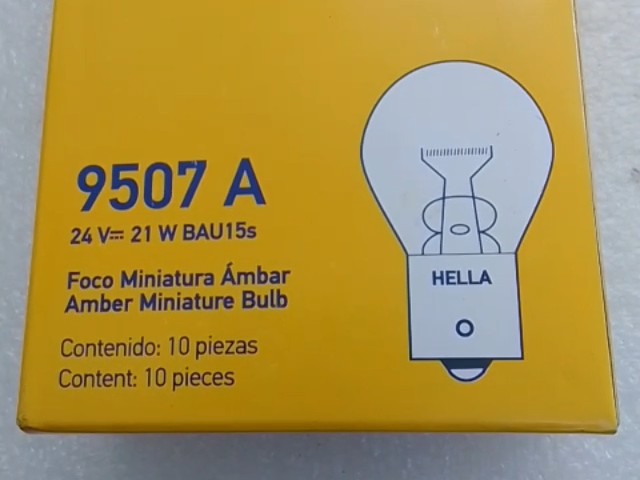 9507 A
24 V⎓ 21 W BAU15s
Foco Miniatura Ámbar
Amber Miniature Bulb
Contenido: 10 piezas
Content: 10 pieces
HELLA